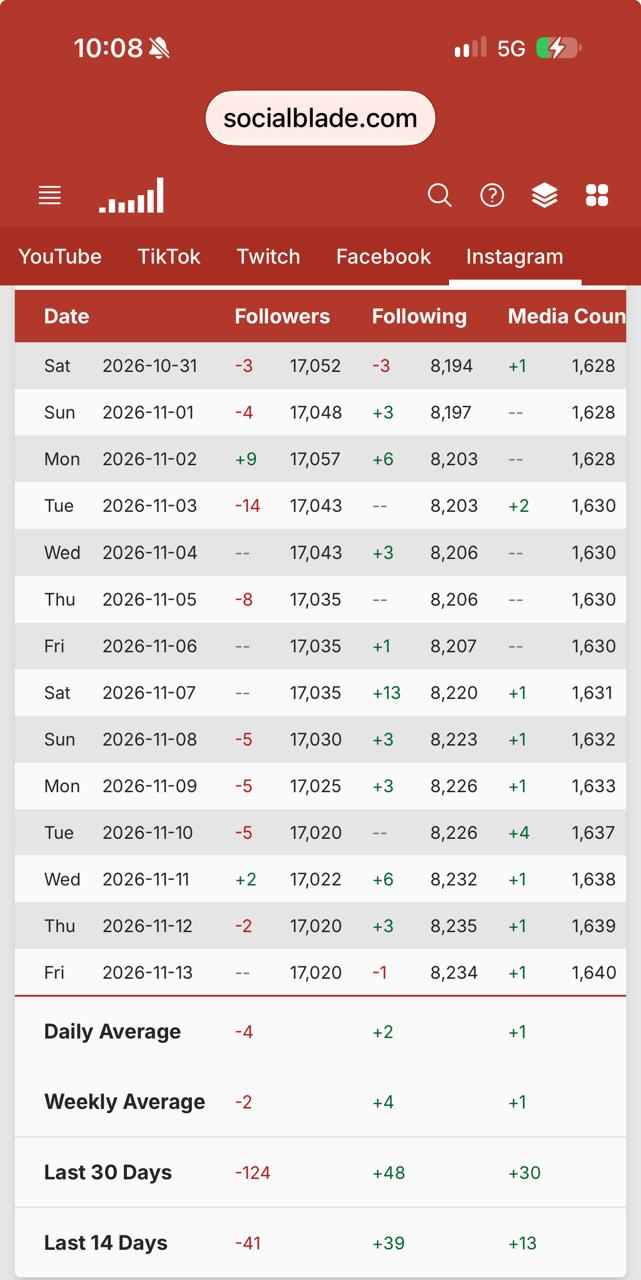 10:08 5G
socialblade.com
YouTube TikTok Twitch Facebook Instagram
Date Followers Following Media Coun
Sat 2026-10-31 -3 17,052 -3 8,194 +1 1,628
Sun 2026-11-01 -4 17,048 +3 8,197 -- 1,628
Mon 2026-11-02 +9 17,057 +6 8,203 -- 1,628
Tue 2026-11-03 -14 17,043 -- 8,203 +2 1,630
Wed 2026-11-04 -- 17,043 +3 8,206 -- 1,630
Thu 2026-11-05 -8 17,035 -- 8,206 -- 1,630
Fri 2026-11-06 -- 17,035 +1 8,207 -- 1,630
Sat 2026-11-07 -- 17,035 +13 8,220 +1 1,631
Sun 2026-11-08 -5 17,030 +3 8,223 +1 1,632
Mon 2026-11-09 -5 17,025 +3 8,226 +1 1,633
Tue 2026-11-10 -5 17,020 -- 8,226 +4 1,637
Wed 2026-11-11 +2 17,022 +6 8,232 +1 1,638
Thu 2026-11-12 -2 17,020 +3 8,235 +1 1,639
Fri 2026-11-13 -- 17,020 -1 8,234 +1 1,640
Daily Average -4 +2 +1
Weekly Average -2 +4 +1
Last 30 Days -124 +48 +30
Last 14 Days -41 +39 +13